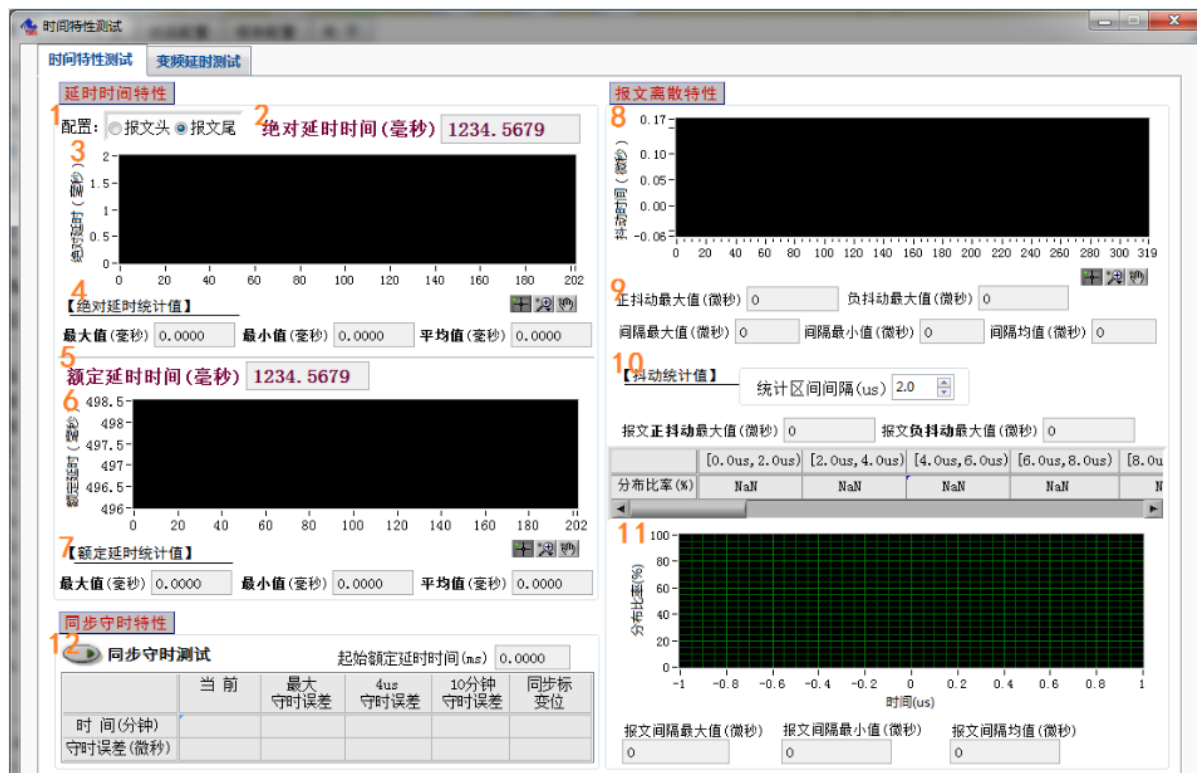 时间特性测试
时间特性测试 变频延时测试
延时时间特性
1 配置： 报文头 报文尾 2 绝对延时时间(毫秒) 1234.5679
3
绝对延时（毫秒）
2
1.5
1
0.5
0
0 20 40 60 80 100 120 140 160 180 202
4
【绝对延时统计值】
最大值(毫秒) 0.0000 最小值(毫秒) 0.0000 平均值(毫秒) 0.0000
5
额定延时时间(毫秒) 1234.5679
6
额定延时（毫秒）
498.5
498
497.5
497
496.5
496
0 20 40 60 80 100 120 140 160 180 202
7
【额定延时统计值】
最大值(毫秒) 0.0000 最小值(毫秒) 0.0000 平均值(毫秒) 0.0000
同步守时特性
12 同步守时测试 起始额定延时时间(ms) 0.0000
当 前 最大守时误差 4us守时误差 10分钟守时误差 同步标变位
时 间(分钟)
守时误差(微秒)
报文离散特性
8
抖动时间（微秒）
0.17
0.10
0.05
0.00
-0.06
0 20 40 60 80 100 120 140 160 180 200 220 240 260 280 300 319
9
正抖动最大值(微秒) 0 负抖动最大值(微秒) 0
间隔最大值(微秒) 0 间隔最小值(微秒) 0 间隔均值(微秒) 0
10
【抖动统计值】 统计区间间隔(us) 2.0
报文正抖动最大值(微秒) 0 报文负抖动最大值(微秒) 0
[0.0us,2.0us) [2.0us,4.0us) [4.0us,6.0us) [6.0us,8.0us) [8.0u
分布比率(%) NaN NaN NaN NaN N
11
分布比率(%)
100
80
60
40
20
0
-1 -0.8 -0.6 -0.4 -0.2 0 0.2 0.4 0.6 0.8 1
时间(us)
报文间隔最大值(微秒) 报文间隔最小值(微秒) 报文间隔均值(微秒)
0 0 0